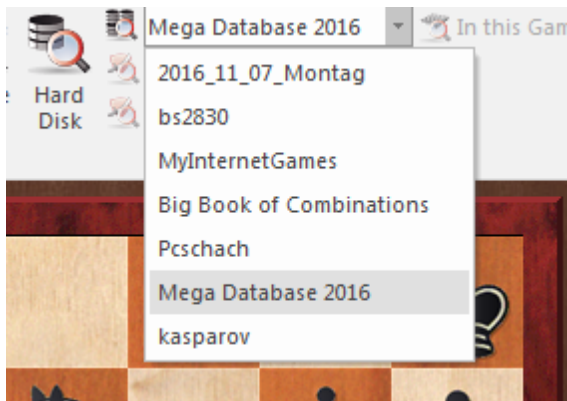 Mega Database 2016
In this Gam
Hard
Disk
2016_11_07_Montag
bs2830
MyInternetGames
Big Book of Combinations
Pcschach
Mega Database 2016
kasparov